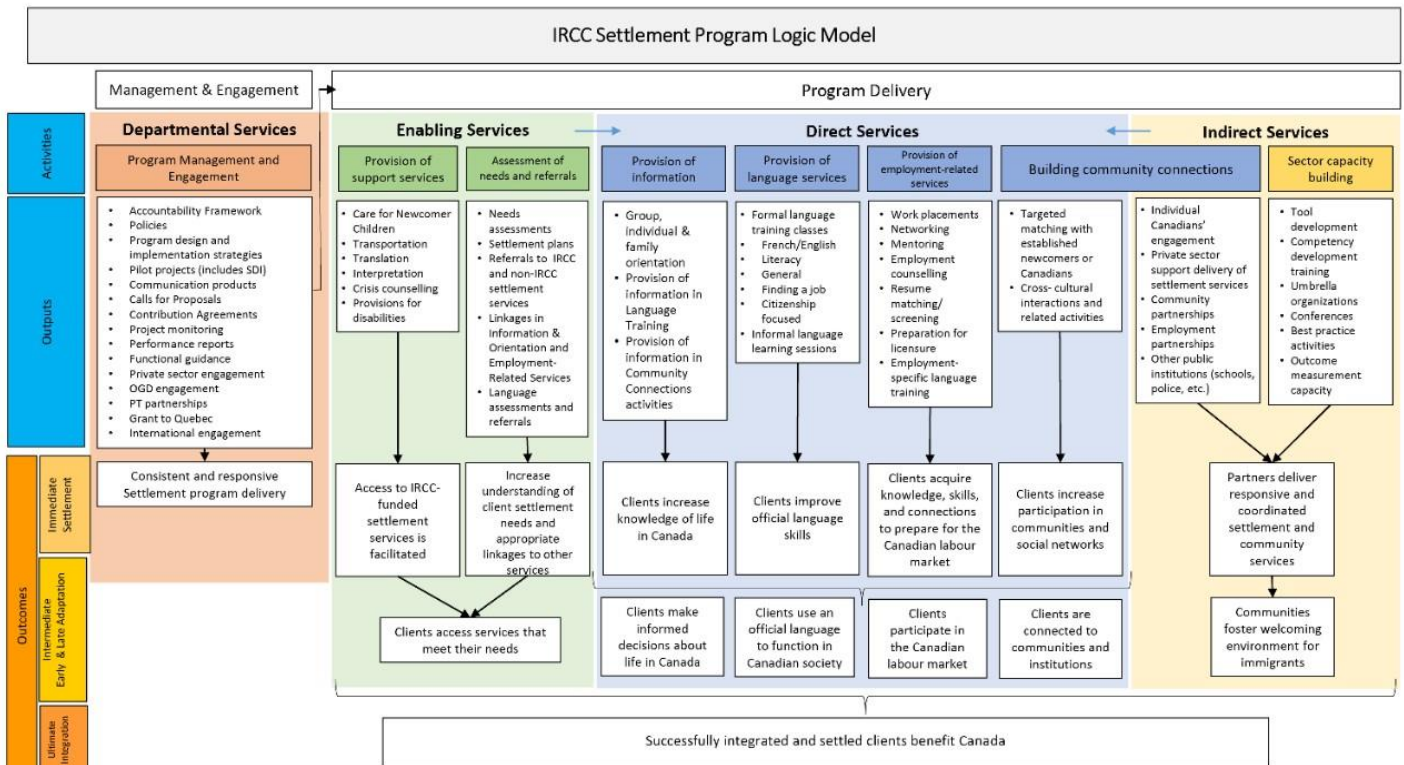 IRCC Settlement Program Logic Model
Management & Engagement
Program Delivery
Activities
Departmental Services
Enabling Services
Direct Services
Indirect Services
Program Management and
Engagement
Provision of
support services
Assessment of
needs and referrals
Provision of
information
Provision of
language services
Provision of
employment-related
services
Building community connections
Sector capacity
building
Outputs
• Accountability Framework
• Policies
• Program design and
implementation strategies
• Pilot projects (includes SDI)
• Communication products
• Calls for Proposals
• Contribution Agreements
• Project monitoring
• Performance reports
• Functional guidance
• Private sector engagement
• OGD engagement
• PT partnerships
• Grant to Quebec
• International engagement
• Care for Newcomer
Children
• Transportation
• Translation
• Interpretation
• Crisis counselling
• Provisions for
disabilities
• Needs
assessments
• Settlement plans
• Referrals to IRCC
and non-IRCC
settlement
services
• Linkages in
Information &
Orientation and
Employment-
Related Services
• Language
assessments and
referrals
• Group,
individual &
family
orientation
• Provision of
information in
Language
Training
• Provision of
information in
Community
Connections
activities
• Formal language
training classes
• French/English
• Literacy
• General
• Finding a job
• Citizenship
focused
• Informal language
learning sessions
• Work placements
• Networking
• Mentoring
• Employment
counselling
• Resume
matching/
screening
• Preparation for
licensure
• Employment-
specific language
training
• Targeted
matching with
established
newcomers or
Canadians
• Cross- cultural
interactions and
related activities
• Individual
Canadians'
engagement
• Private sector
support delivery of
settlement services
• Community
partnerships
• Employment
partnerships
• Other public
institutions (schools,
police, etc.)
• Tool
development
• Competency
development
training
• Umbrella
organizations
• Conferences
• Best practice
activities
• Outcome
measurement
capacity
Outcomes
Immediate
Settlement
Consistent and responsive
Settlement program delivery
Access to IRCC-
funded
settlement
services is
facilitated
Increase
understanding of
client settlement
needs and
appropriate
linkages to other
services
Clients increase
knowledge of life
in Canada
Clients improve
official language
skills
Clients acquire
knowledge, skills,
and connections
to prepare for the
Canadian labour
market
Clients increase
participation in
communities and
social networks
Partners deliver
responsive and
coordinated
settlement and
community
services
Intermediate
Early & Late Adaptation
Clients access services that
meet their needs
Clients make
informed
decisions about
life in Canada
Clients use an
official language
to function in
Canadian society
Clients
participate in
the Canadian
labour market
Clients are
connected to
communities and
institutions
Communities
foster welcoming
environment for
immigrants
Ultimate
Integration
Successfully integrated and settled clients benefit Canada